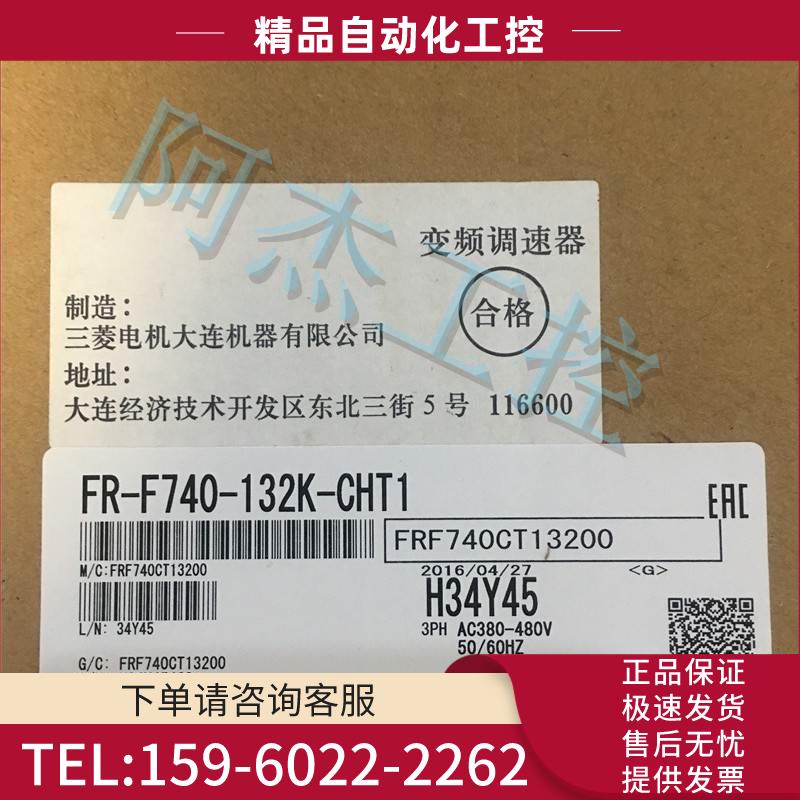 精品自动化工控
阿杰工控
变频调速器
合格
制造：
三菱电机大连机器有限公司
地址：
大连经济技术开发区东北三街 5 号 116600
FR-F740-132K-CHT1
EAC
FRF740CT13200
M/C:FRF740CT13200
2016/04/27 <G>
H34Y45
L/N: 34Y45
3PH AC380-480V
50/60HZ
G/C: FRF740CT13200
下单请咨询客服
TEL:159-6022-2262
正品保证
极速发货
售后无忧
提供发票